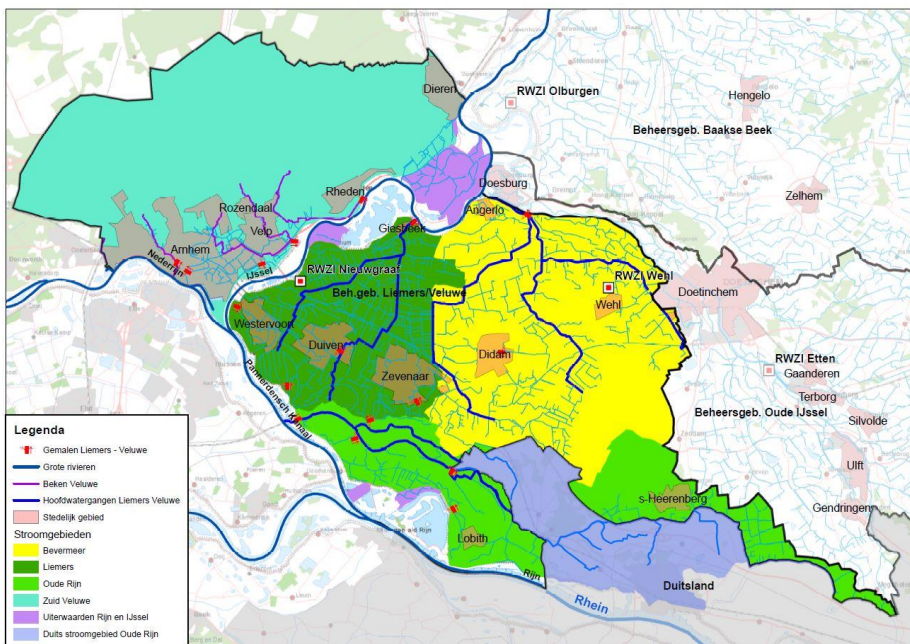 Dieren
RWZI Olburgen
Hengelo
Beheersgeb. Baakse Beek
Doesburg
Zelhem
Rheden
Rozendaal
Velp
Giesbeek
Angerlo
Arnhem
Nederrijn
IJssel
RWZI Nieuwgraaf
Beh.geb. Liemers/Veluwe
RWZI Wehl
Wehl
Doetinchem
Westervoort
Duiven
Didam
Zevenaar
RWZI Etten
Gaanderen
Terborg
Pannerdensch Kanaal
Beheersgeb. Oude IJssel
Silvolde
Ulft
s-Heerenberg
Gendringen
Lobith
Rijn
Duitsland
Rhein
Legenda
Gemalen Liemers - Veluwe
Grote rivieren
Beken Veluwe
Hoofdwatergangen Liemers Veluwe
Stedelijk gebied
Stroomgebieden
Bevermeer
Liemers
Oude Rijn
Zuid Veluwe
Uiterwaarden Rijn en IJssel
Duits stroomgebied Oude Rijn